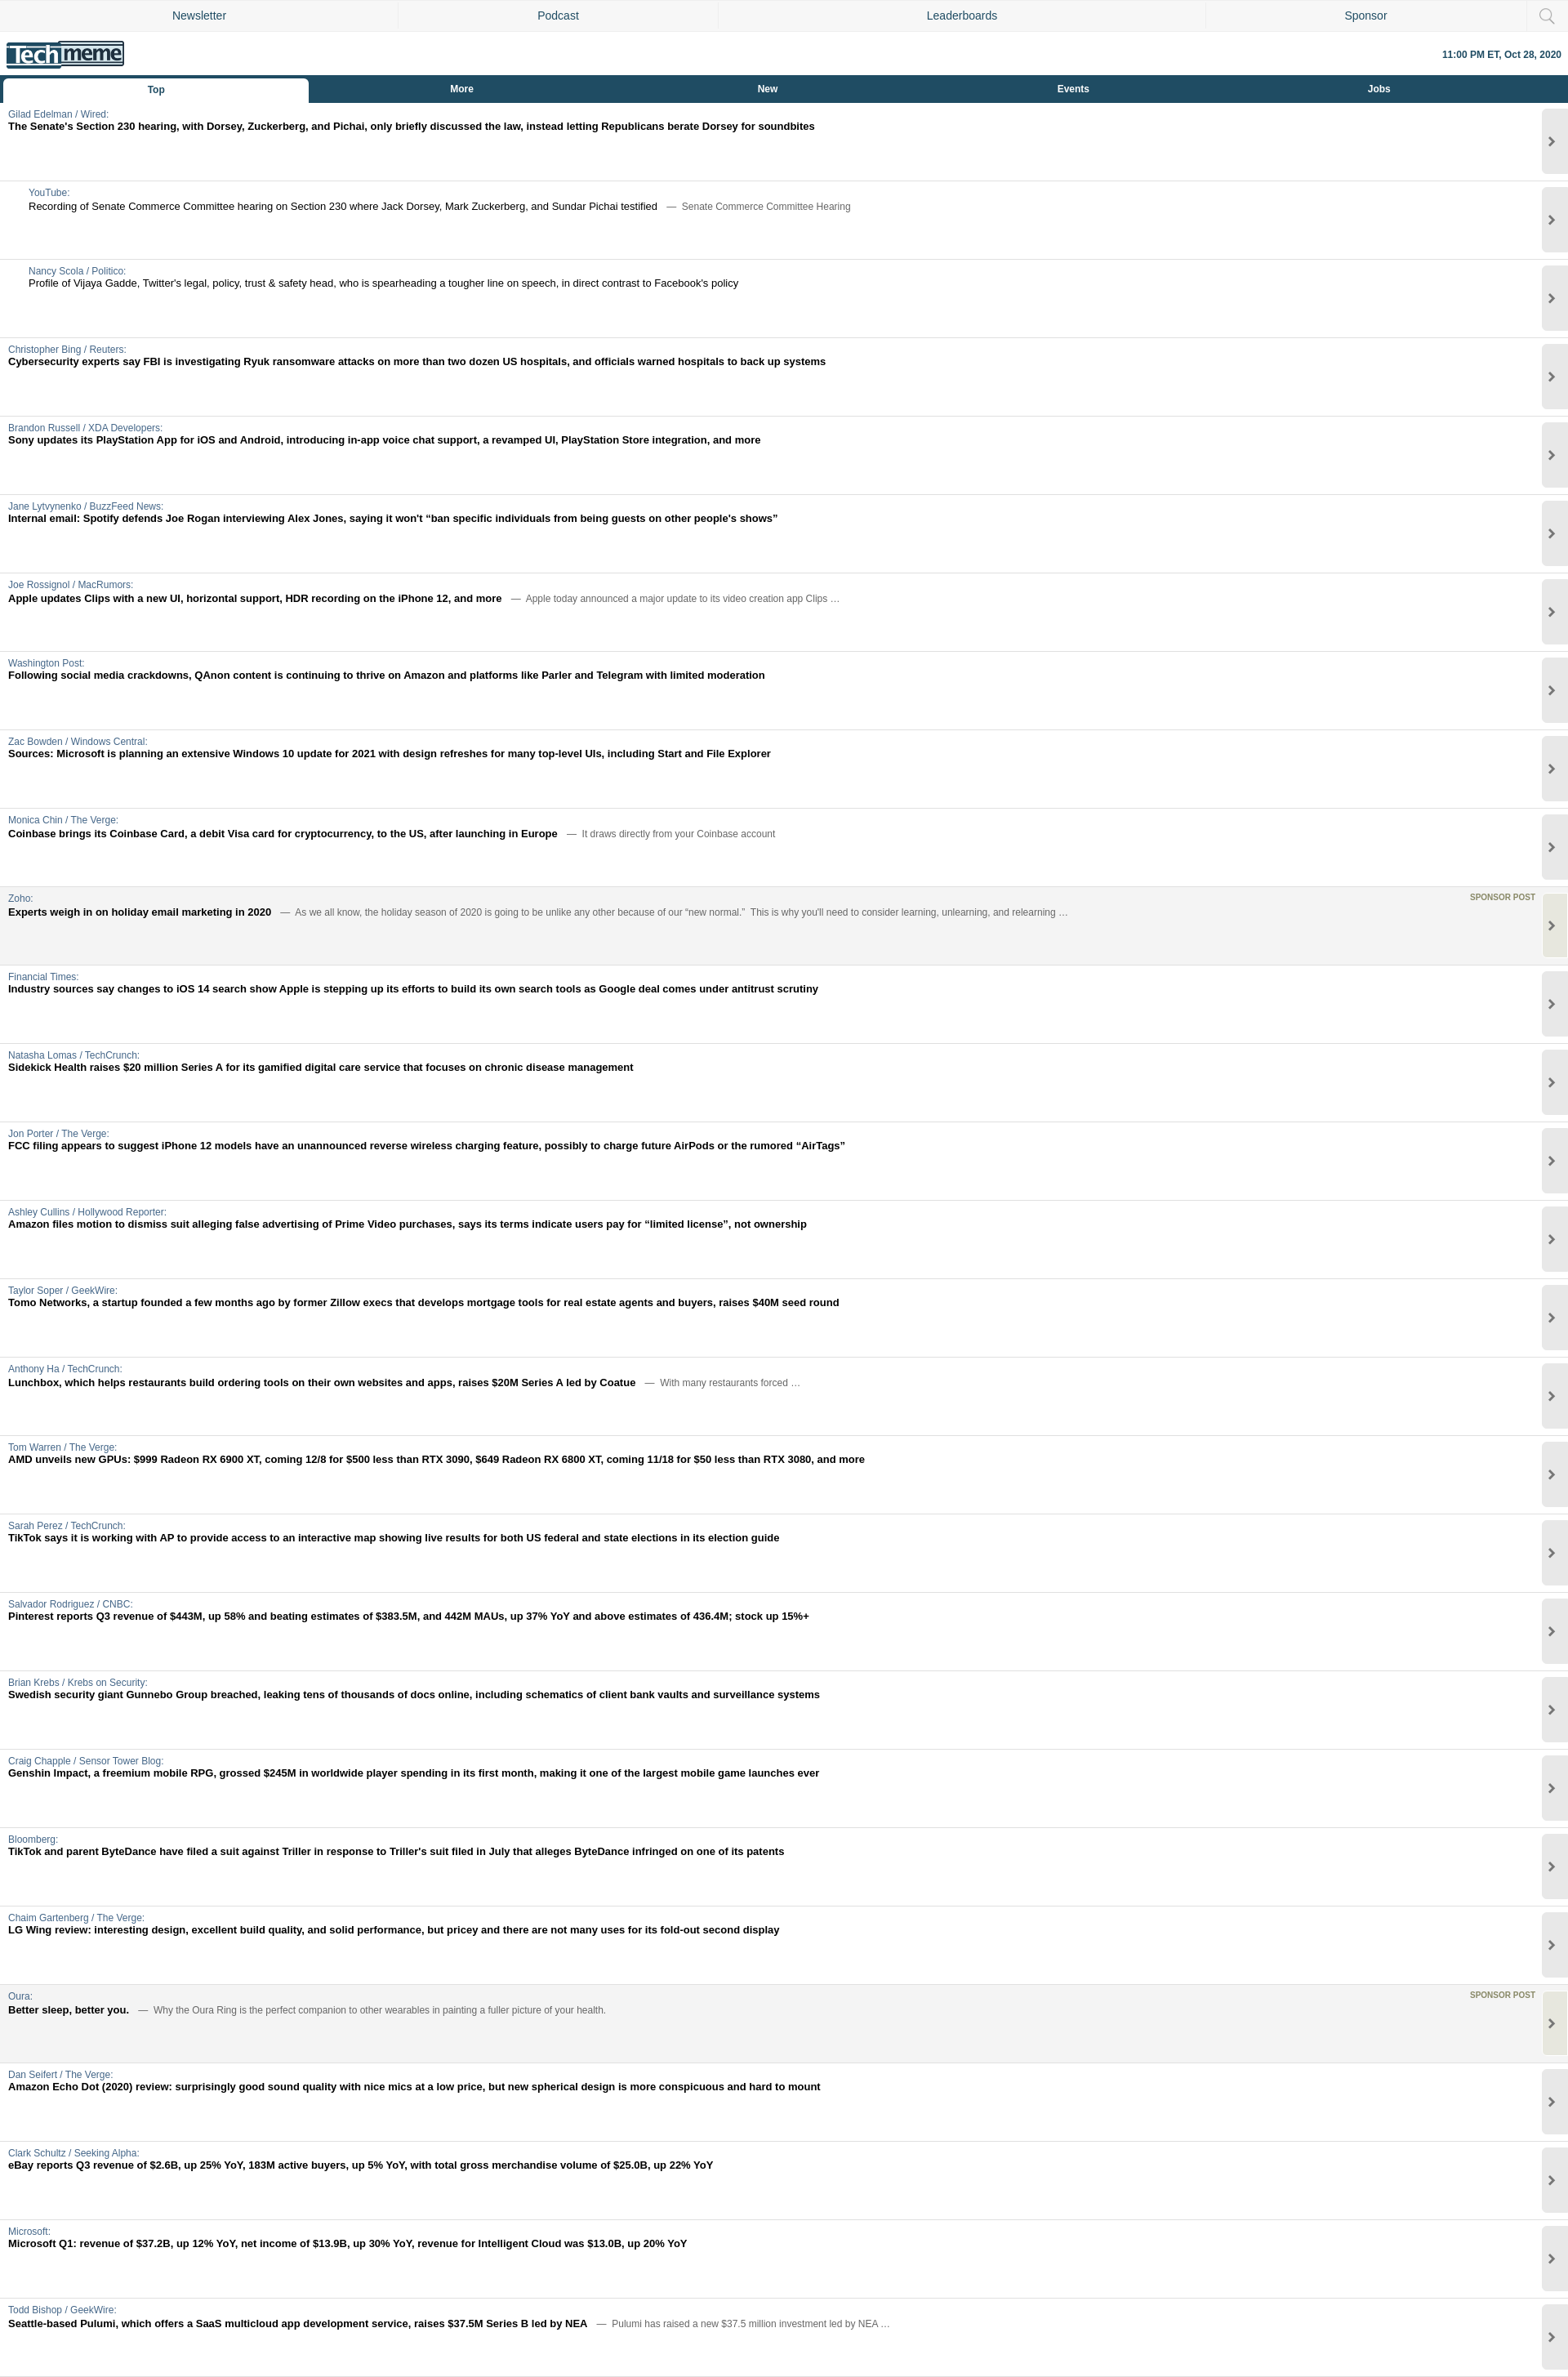 Newsletter Podcast Leaderboards Sponsor
Techmeme
11:00 PM ET, Oct 28, 2020
Top More New Events Jobs
Gilad Edelman / Wired:
The Senate's Section 230 hearing, with Dorsey, Zuckerberg, and Pichai, only briefly discussed the law, instead letting Republicans berate Dorsey for soundbites
YouTube:
Recording of Senate Commerce Committee hearing on Section 230 where Jack Dorsey, Mark Zuckerberg, and Sundar Pichai testified — Senate Commerce Committee Hearing
Nancy Scola / Politico:
Profile of Vijaya Gadde, Twitter's legal, policy, trust & safety head, who is spearheading a tougher line on speech, in direct contrast to Facebook's policy
Christopher Bing / Reuters:
Cybersecurity experts say FBI is investigating Ryuk ransomware attacks on more than two dozen US hospitals, and officials warned hospitals to back up systems
Brandon Russell / XDA Developers:
Sony updates its PlayStation App for iOS and Android, introducing in-app voice chat support, a revamped UI, PlayStation Store integration, and more
Jane Lytvynenko / BuzzFeed News:
Internal email: Spotify defends Joe Rogan interviewing Alex Jones, saying it won't “ban specific individuals from being guests on other people's shows”
Joe Rossignol / MacRumors:
Apple updates Clips with a new UI, horizontal support, HDR recording on the iPhone 12, and more — Apple today announced a major update to its video creation app Clips …
Washington Post:
Following social media crackdowns, QAnon content is continuing to thrive on Amazon and platforms like Parler and Telegram with limited moderation
Zac Bowden / Windows Central:
Sources: Microsoft is planning an extensive Windows 10 update for 2021 with design refreshes for many top-level UIs, including Start and File Explorer
Monica Chin / The Verge:
Coinbase brings its Coinbase Card, a debit Visa card for cryptocurrency, to the US, after launching in Europe — It draws directly from your Coinbase account
Zoho:
SPONSOR POST
Experts weigh in on holiday email marketing in 2020 — As we all know, the holiday season of 2020 is going to be unlike any other because of our “new normal.” This is why you'll need to consider learning, unlearning, and relearning …
Financial Times:
Industry sources say changes to iOS 14 search show Apple is stepping up its efforts to build its own search tools as Google deal comes under antitrust scrutiny
Natasha Lomas / TechCrunch:
Sidekick Health raises $20 million Series A for its gamified digital care service that focuses on chronic disease management
Jon Porter / The Verge:
FCC filing appears to suggest iPhone 12 models have an unannounced reverse wireless charging feature, possibly to charge future AirPods or the rumored “AirTags”
Ashley Cullins / Hollywood Reporter:
Amazon files motion to dismiss suit alleging false advertising of Prime Video purchases, says its terms indicate users pay for “limited license”, not ownership
Taylor Soper / GeekWire:
Tomo Networks, a startup founded a few months ago by former Zillow execs that develops mortgage tools for real estate agents and buyers, raises $40M seed round
Anthony Ha / TechCrunch:
Lunchbox, which helps restaurants build ordering tools on their own websites and apps, raises $20M Series A led by Coatue — With many restaurants forced …
Tom Warren / The Verge:
AMD unveils new GPUs: $999 Radeon RX 6900 XT, coming 12/8 for $500 less than RTX 3090, $649 Radeon RX 6800 XT, coming 11/18 for $50 less than RTX 3080, and more
Sarah Perez / TechCrunch:
TikTok says it is working with AP to provide access to an interactive map showing live results for both US federal and state elections in its election guide
Salvador Rodriguez / CNBC:
Pinterest reports Q3 revenue of $443M, up 58% and beating estimates of $383.5M, and 442M MAUs, up 37% YoY and above estimates of 436.4M; stock up 15%+
Brian Krebs / Krebs on Security:
Swedish security giant Gunnebo Group breached, leaking tens of thousands of docs online, including schematics of client bank vaults and surveillance systems
Craig Chapple / Sensor Tower Blog:
Genshin Impact, a freemium mobile RPG, grossed $245M in worldwide player spending in its first month, making it one of the largest mobile game launches ever
Bloomberg:
TikTok and parent ByteDance have filed a suit against Triller in response to Triller's suit filed in July that alleges ByteDance infringed on one of its patents
Chaim Gartenberg / The Verge:
LG Wing review: interesting design, excellent build quality, and solid performance, but pricey and there are not many uses for its fold-out second display
Oura:
SPONSOR POST
Better sleep, better you. — Why the Oura Ring is the perfect companion to other wearables in painting a fuller picture of your health.
Dan Seifert / The Verge:
Amazon Echo Dot (2020) review: surprisingly good sound quality with nice mics at a low price, but new spherical design is more conspicuous and hard to mount
Clark Schultz / Seeking Alpha:
eBay reports Q3 revenue of $2.6B, up 25% YoY, 183M active buyers, up 5% YoY, with total gross merchandise volume of $25.0B, up 22% YoY
Microsoft:
Microsoft Q1: revenue of $37.2B, up 12% YoY, net income of $13.9B, up 30% YoY, revenue for Intelligent Cloud was $13.0B, up 20% YoY
Todd Bishop / GeekWire:
Seattle-based Pulumi, which offers a SaaS multicloud app development service, raises $37.5M Series B led by NEA — Pulumi has raised a new $37.5 million investment led by NEA …